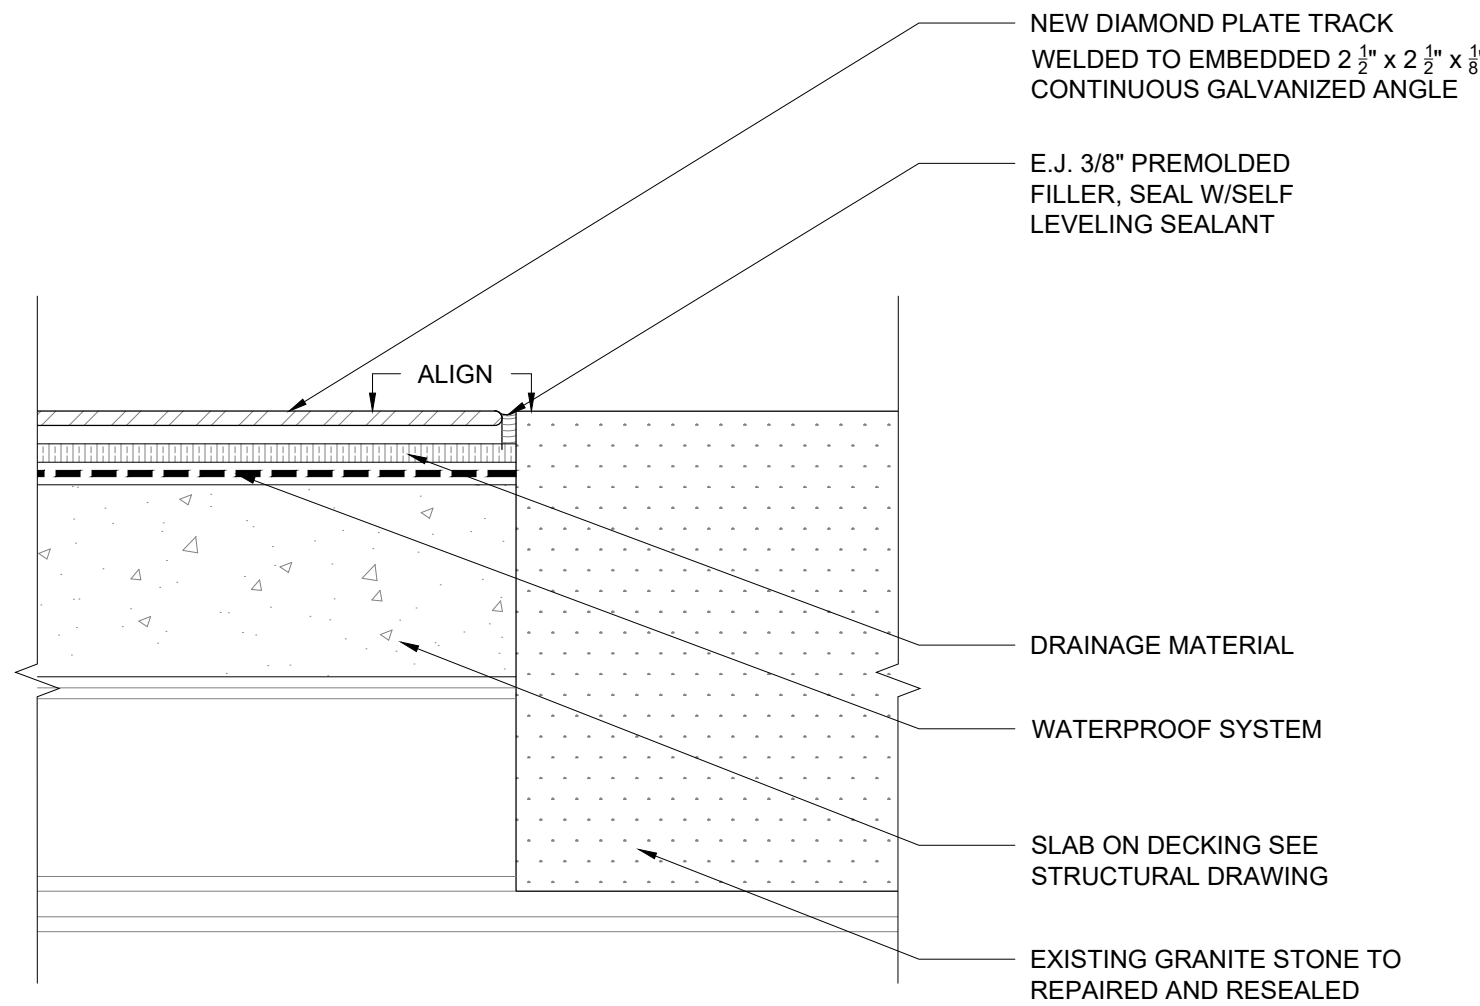 NEW DIAMOND PLATE TRACK
WELDED TO EMBEDDED 2 1/2" x 2 1/2" x 1/8"
CONTINUOUS GALVANIZED ANGLE
E.J. 3/8" PREMOLDED
FILLER, SEAL W/SELF
LEVELING SEALANT
ALIGN
DRAINAGE MATERIAL
WATERPROOF SYSTEM
SLAB ON DECKING SEE
STRUCTURAL DRAWING
EXISTING GRANITE STONE TO
REPAIRED AND RESEALED